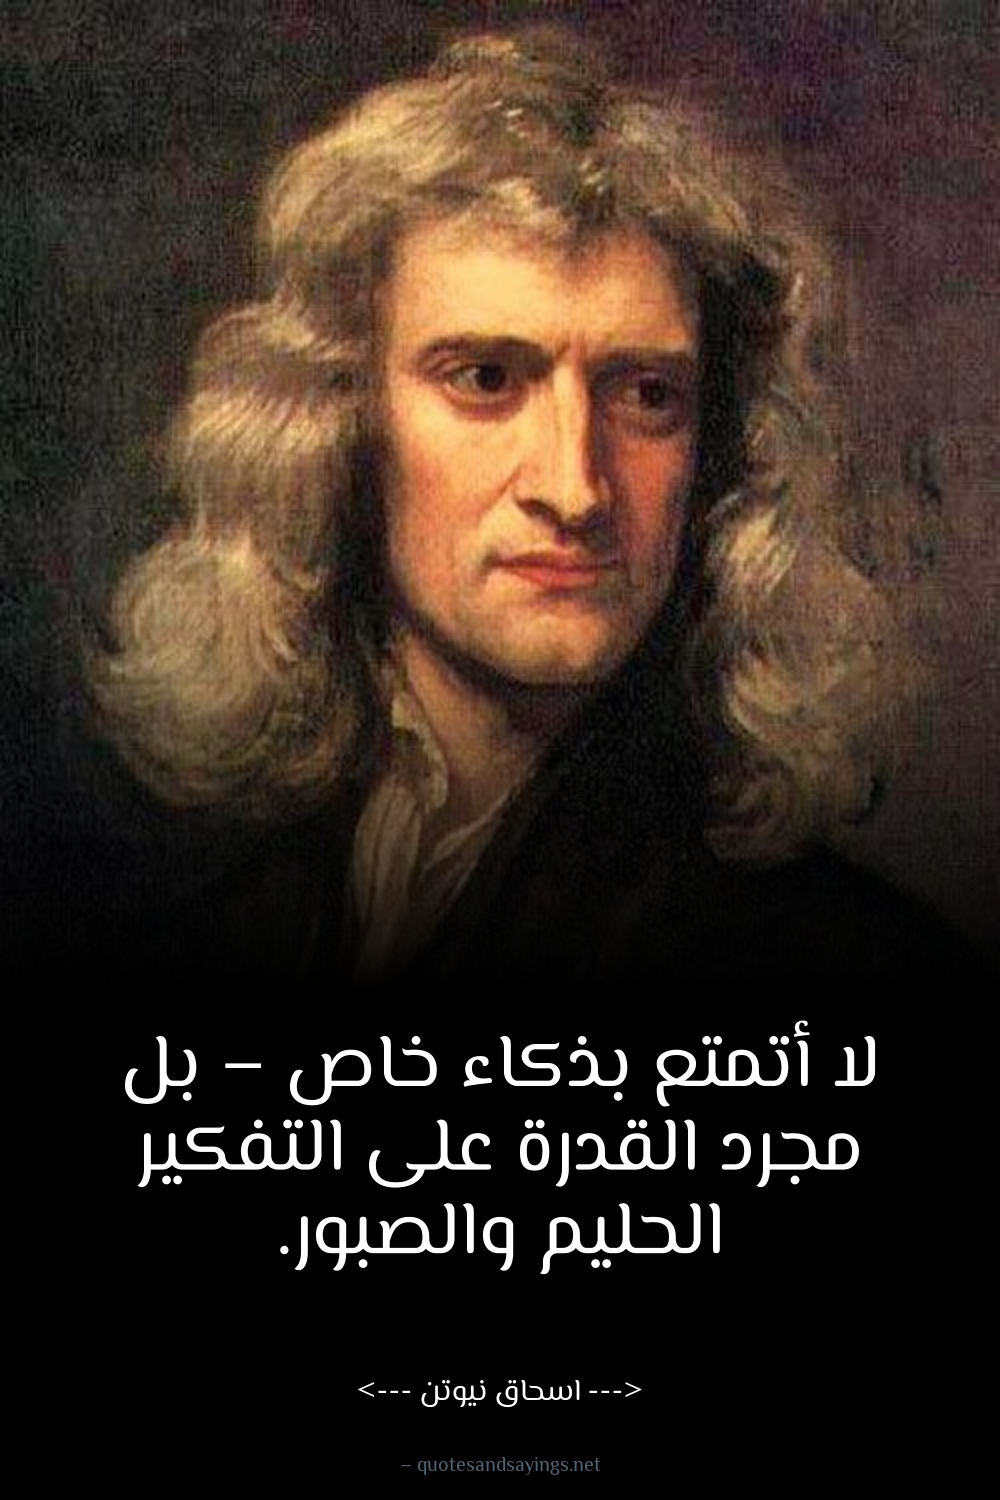 لا أتمتع بذكاء خاص – بل
مجرد القدرة على التفكير
الحليم والصبور.
<--- اسحاق نيوتن --->
– quotesandsayings.net